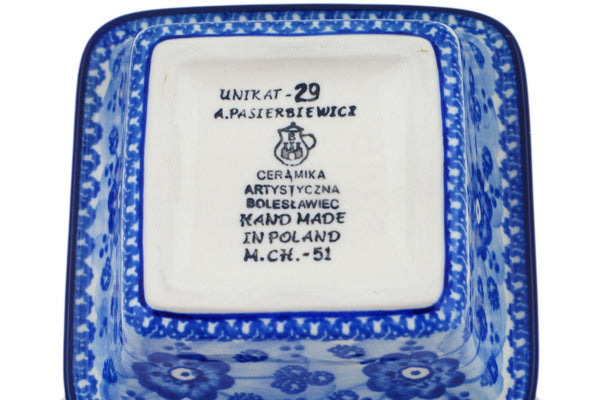 UNIKAT-29
A.PASIERBIEWICZ
B
CERAMIKA
ARTYSTYCZNA
BOLESŁAWIEC
HAND MADE
IN POLAND
M.CH.-51